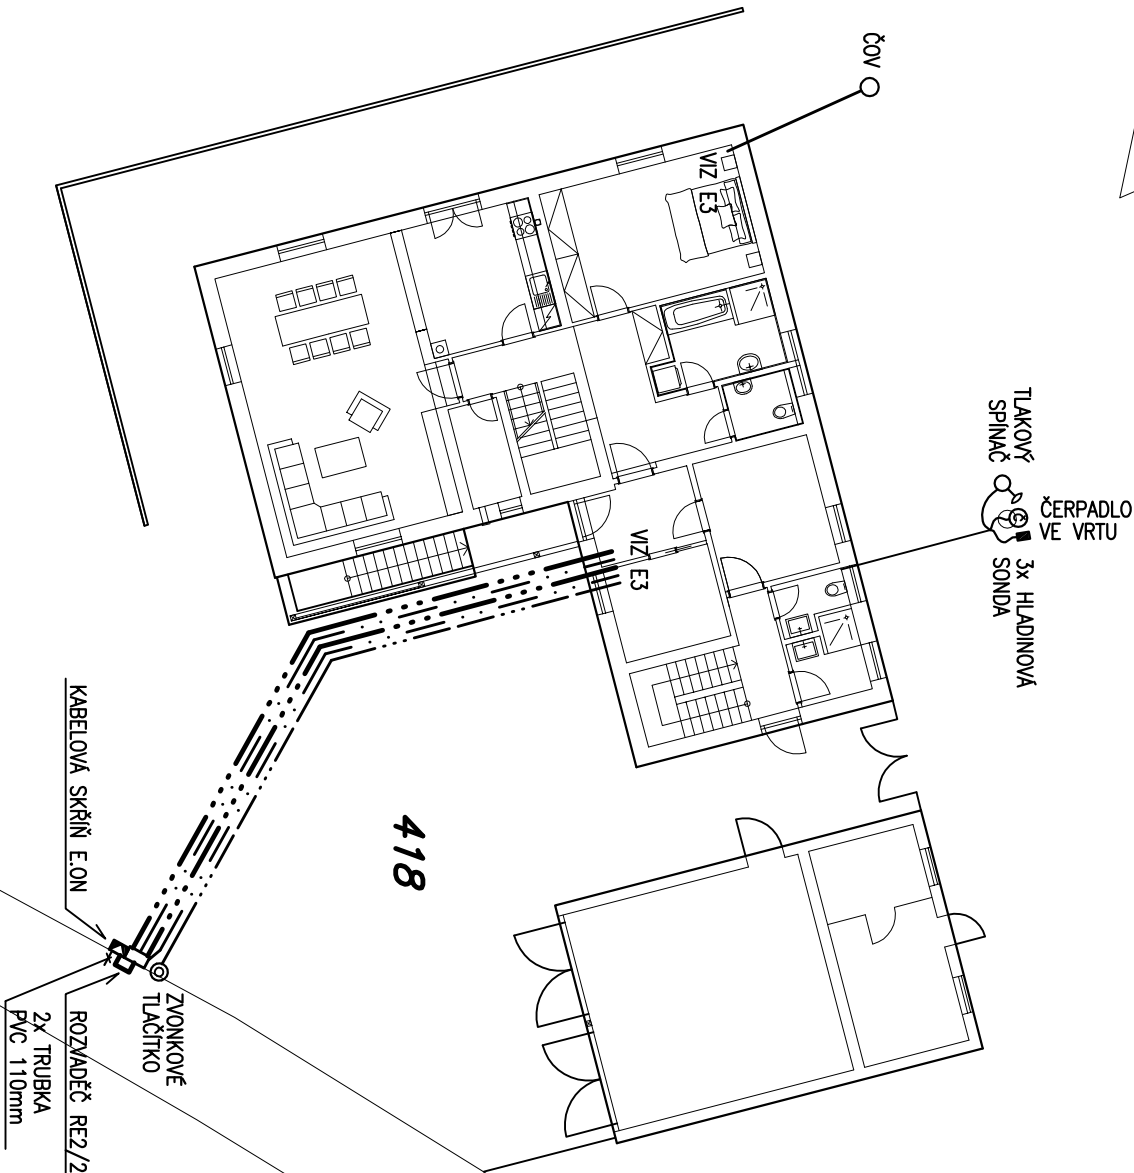 ČOV
VIZ E3
TLAKOVÝ
SPÍNAČ
ČERPADLO
VE VRTU
Č
3x HLADINOVÁ
SONDA
VIZ E3
418
KABELOVÁ SKŘÍŇ E.ON
ZVONKOVÉ
TLAČÍTKO
ROZVADĚČ RE2/2
2x TRUBKA
PVC 110mm